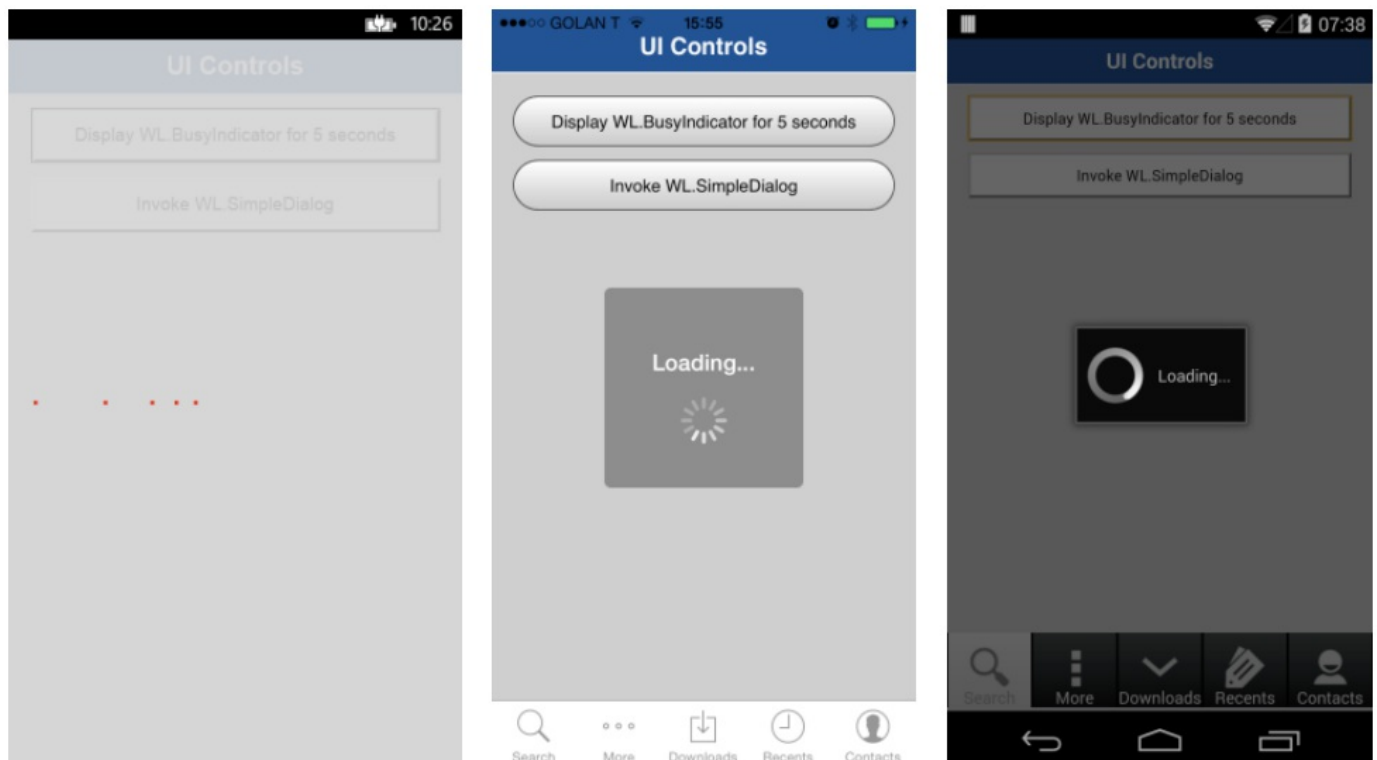 10:26
UI Controls
Display WL.BusyIndicator for 5 seconds
Invoke WL.SimpleDialog
GOLAN T 15:55
UI Controls
Display WL.BusyIndicator for 5 seconds
Invoke WL.SimpleDialog
Loading...
Search More Downloads Recents Contacts
07:38
UI Controls
Display WL.BusyIndicator for 5 seconds
Invoke WL.SimpleDialog
Loading...
Search More Downloads Recents Contacts